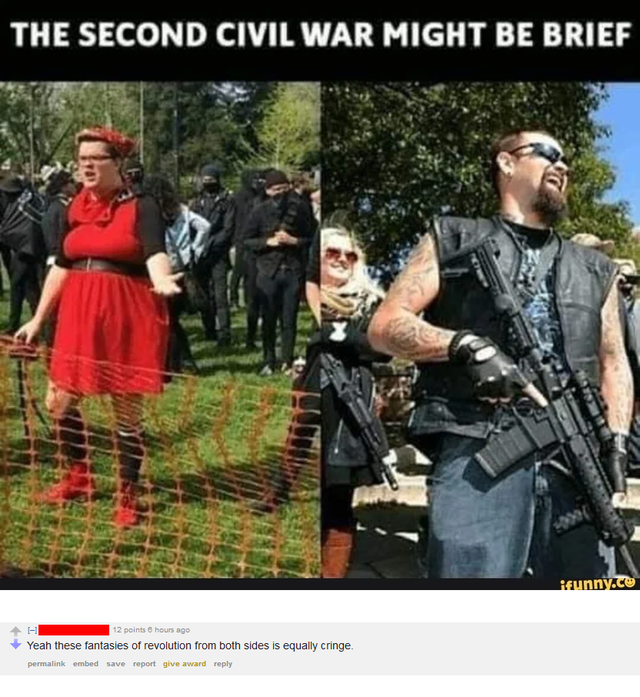 THE SECOND CIVIL WAR MIGHT BE BRIEF
ifunny.co
[–] 12 points 6 hours ago
Yeah these fantasies of revolution from both sides is equally cringe.
permalink embed save report give award reply